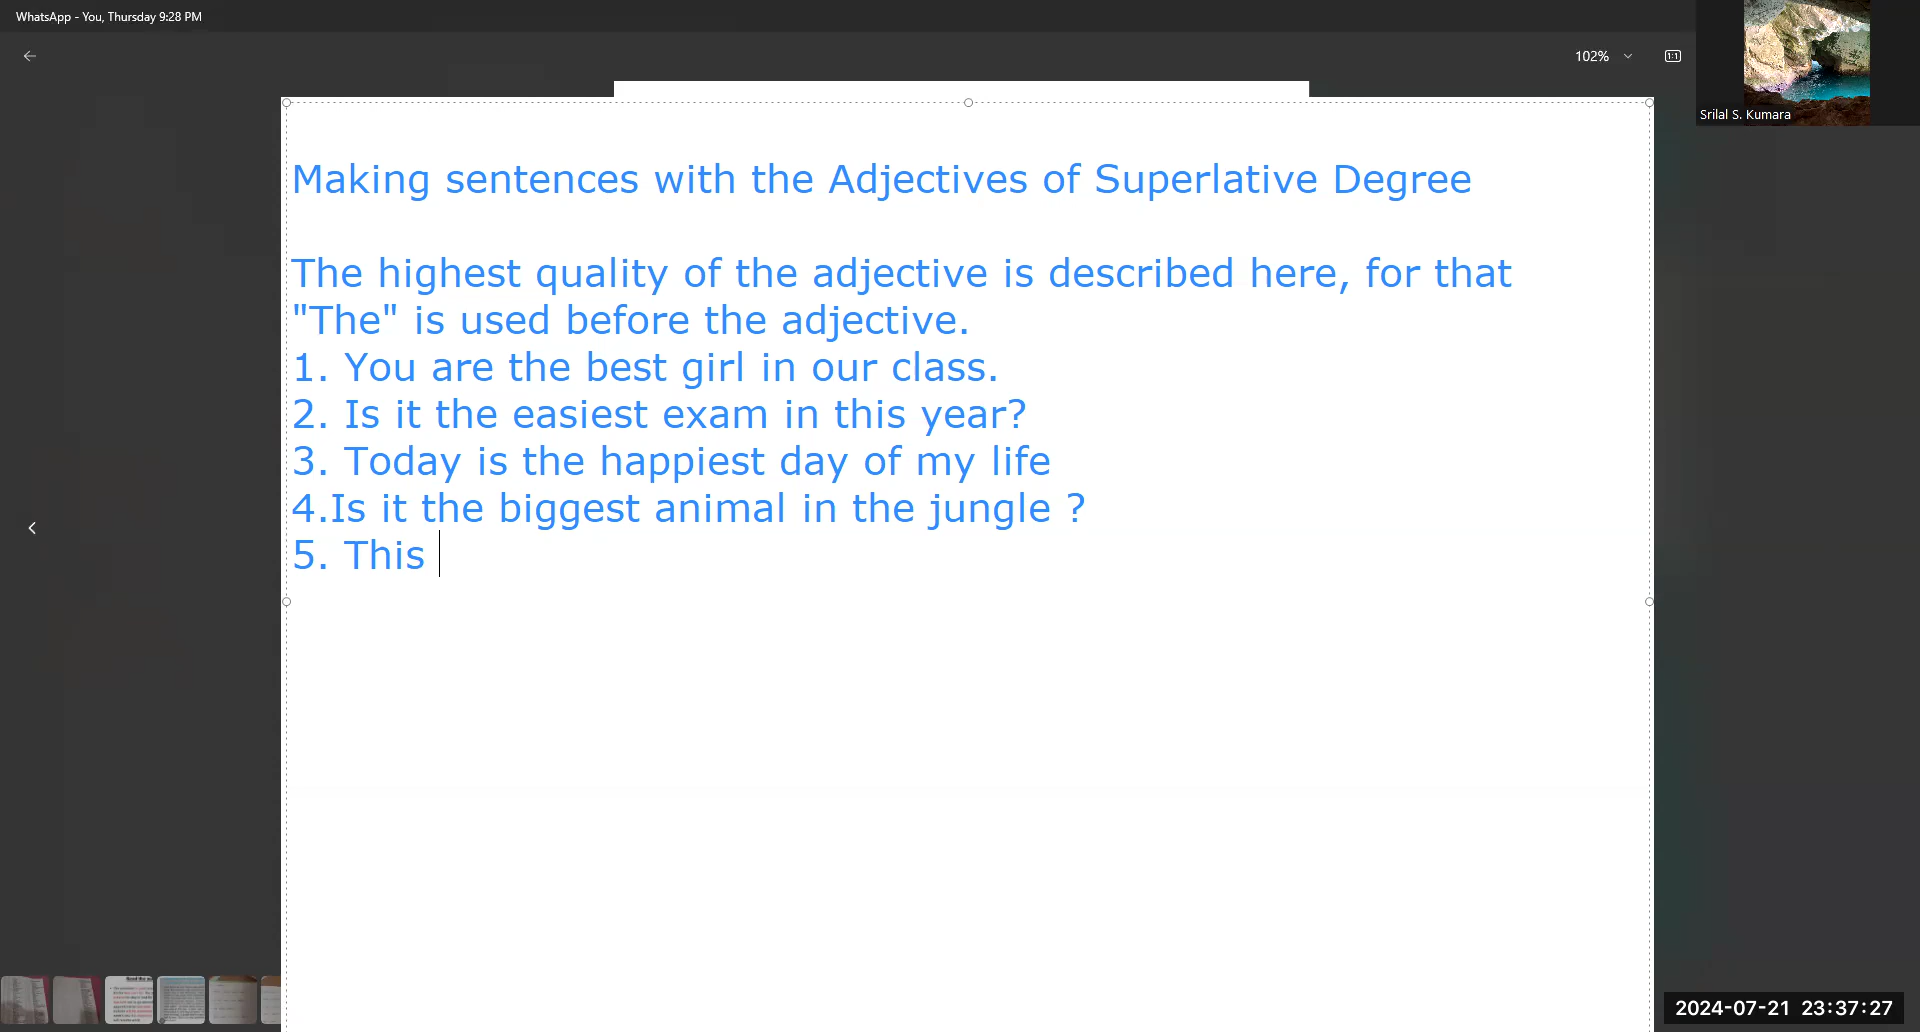 WhatsApp - You, Thursday 9:28 PM
102%
1:1
Srilal S. Kumara
Making sentences with the Adjectives of Superlative Degree
The highest quality of the adjective is described here, for that
"The" is used before the adjective.
1. You are the best girl in our class.
2. Is it the easiest exam in this year?
3. Today is the happiest day of my life
4.Is it the biggest animal in the jungle ?
5. This
2024-07-21 23:37:27